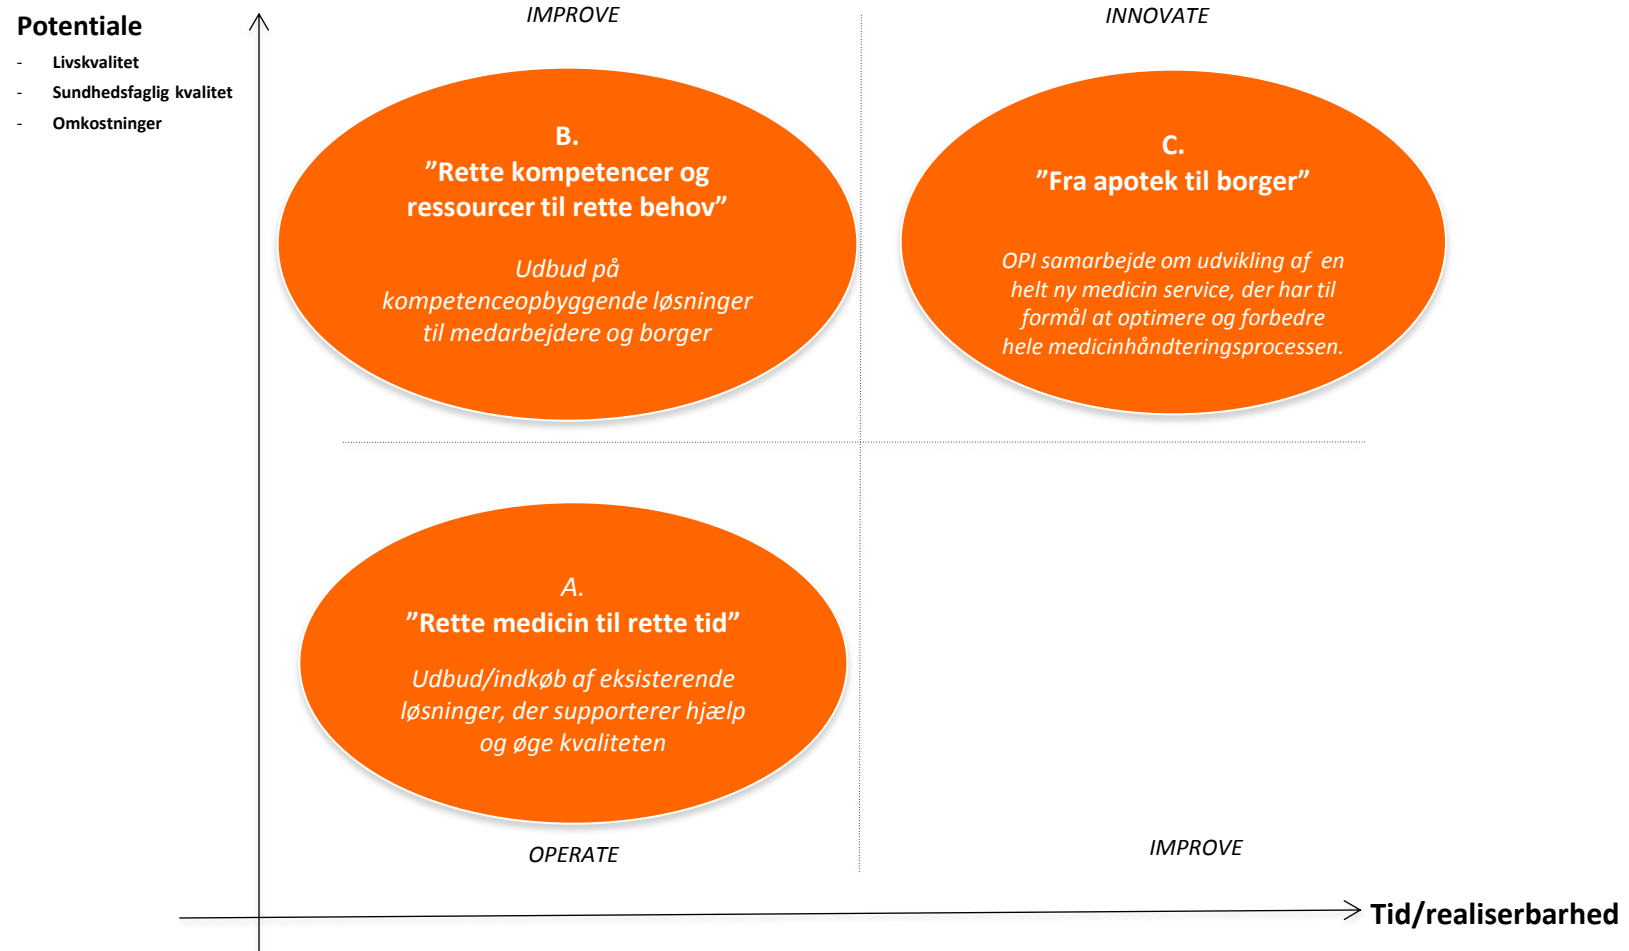 Potentiale
- Livskvalitet
- Sundhedsfaglig kvalitet
- Omkostninger
IMPROVE
INNOVATE
B.
”Rette kompetencer og
ressourcer til rette behov”
Udbud på
kompetenceopbyggende løsninger
til medarbejdere og borger
C.
”Fra apotek til borger”
OPI samarbejde om udvikling af en
helt ny medicin service, der har til
formål at optimere og forbedre
hele medicinhåndteringsprocessen.
A.
”Rette medicin til rette tid”
Udbud/indkøb af eksisterende
løsninger, der supporterer hjælp
og øge kvaliteten
OPERATE
IMPROVE
Tid/realiserbarhed